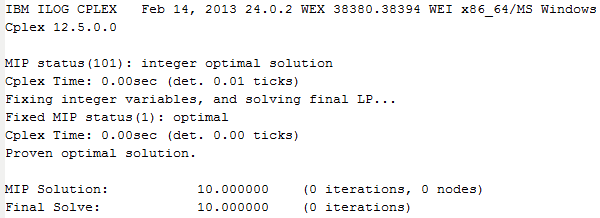 IBM ILOG CPLEX   Feb 14, 2013 24.0.2 WEX 38380.38394 WEI x86_64/MS Windows
Cplex 12.5.0.0
MIP status(101): integer optimal solution
Cplex Time: 0.00sec (det. 0.01 ticks)
Fixing integer variables, and solving final LP...
Fixed MIP status(1): optimal
Cplex Time: 0.00sec (det. 0.00 ticks)
Proven optimal solution.
MIP Solution:           10.000000    (0 iterations, 0 nodes)
Final Solve:            10.000000    (0 iterations)